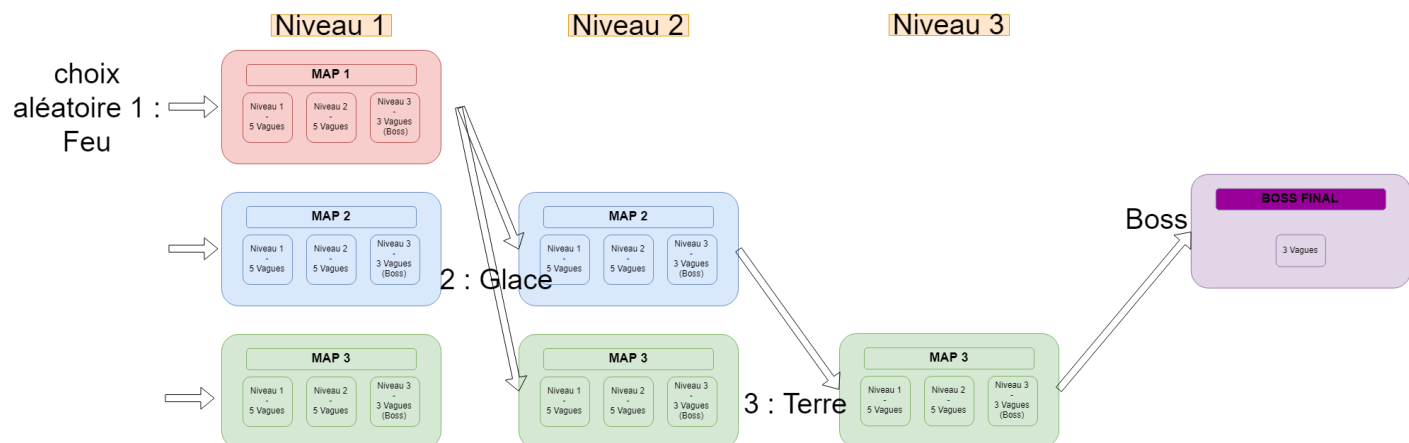 Niveau 1
Niveau 2
Niveau 3
choix
aléatoire 1 :
Feu
MAP 1
Niveau 1
-
5 Vagues
Niveau 2
-
5 Vagues
Niveau 3
-
3 Vagues
(Boss)
MAP 2
Niveau 1
-
5 Vagues
Niveau 2
-
5 Vagues
Niveau 3
-
3 Vagues
(Boss)
2 : Glace
MAP 2
Niveau 1
-
5 Vagues
Niveau 2
-
5 Vagues
Niveau 3
-
3 Vagues
(Boss)
Boss
BOSS FINAL
3 Vagues
MAP 3
Niveau 1
-
5 Vagues
Niveau 2
-
5 Vagues
Niveau 3
-
3 Vagues
(Boss)
MAP 3
Niveau 1
-
5 Vagues
Niveau 2
-
5 Vagues
Niveau 3
-
3 Vagues
(Boss)
3 : Terre
MAP 3
Niveau 1
-
5 Vagues
Niveau 2
-
5 Vagues
Niveau 3
-
3 Vagues
(Boss)